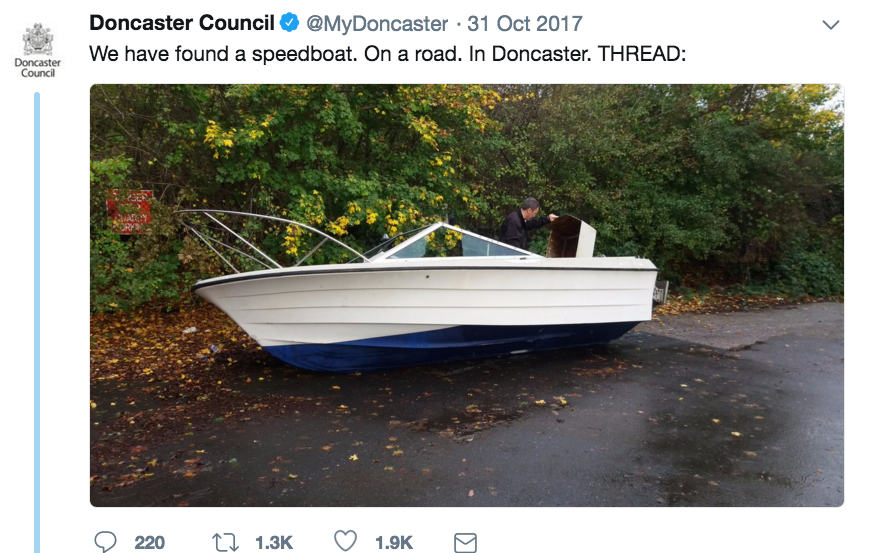 Doncaster Council @MyDoncaster · 31 Oct 2017
We have found a speedboat. On a road. In Doncaster. THREAD:
Doncaster
Council
220 1.3K 1.9K